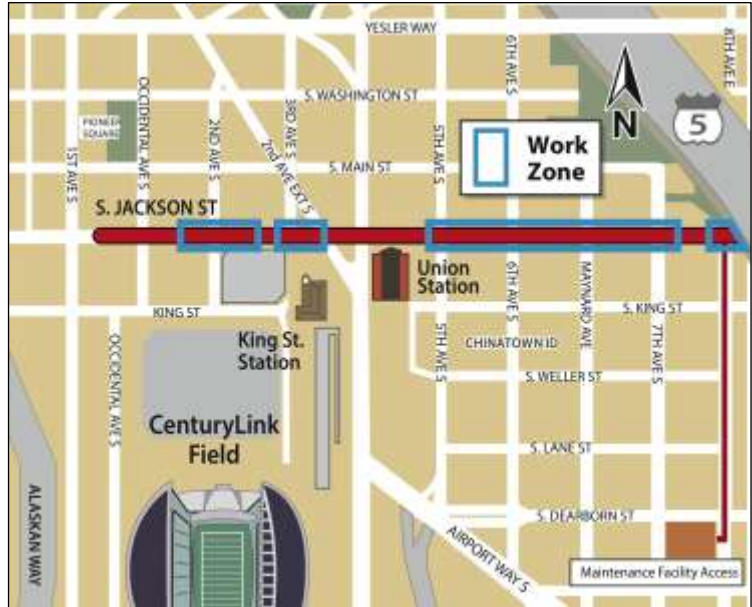 YESLER WAY
8TH AVE E
6TH AVE S
OCCIDENTAL AVE S
S. WASHINGTON ST
2ND AVE S
3RD AVE S
PIONEER
SQUARE
1ST AVE S
5TH AVE S
N
5
Work
Zone
2nd AVE EXT S
S. MAIN ST
S. JACKSON ST
Union
Station
6TH AVE S
MAYNARD AVE
KING ST
S. KING ST
King St.
Station
OCCIDENTAL AVE S
5TH AVE S
CHINATOWN ID
7TH AVE S
S. WELLER ST
CenturyLink
Field
S. LANE ST
ALASKAN WAY
AIRPORT WAY S
S. DEARBORN ST
Maintenance Facility Access